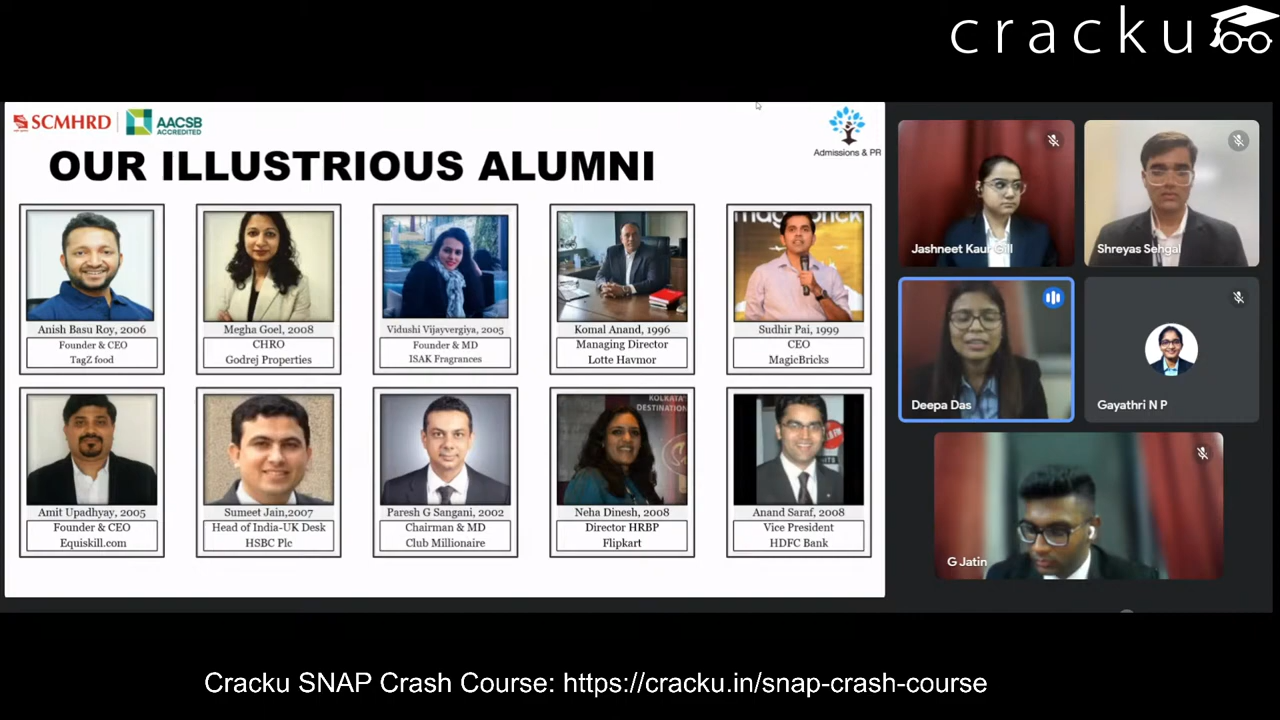 cracku
SCMHRD
AACSB
ACCREDITED
Admissions & PR
OUR ILLUSTRIOUS ALUMNI
Anish Basu Roy, 2006
Founder & CEO
TagZ food
Megha Goel, 2008
CHRO
Godrej Properties
Vidushi Vijayvergiya, 2005
Founder & MD
ISAK Fragrances
Komal Anand, 1996
Managing Director
Lotte Havmor
Sudhir Pai, 1999
CEO
MagicBricks
KOLKATA'
DESTINATION
Amit Upadhyay, 2005
Founder & CEO
Equiskill.com
Sumeet Jain,2007
Head of India-UK Desk
HSBC Plc
Paresh G Sangani, 2002
Chairman & MD
Club Millionaire
Neha Dinesh, 2008
Director HRBP
Flipkart
Anand Saraf, 2008
Vice President
HDFC Bank
Jashneet Kaur Gill
Shreyas Sehgal
Deepa Das
Gayathri N P
G Jatin
Cracku SNAP Crash Course: https://cracku.in/snap-crash-course